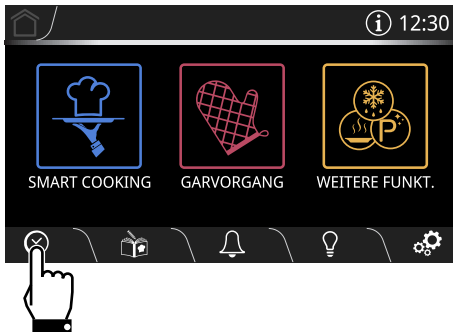 12:30
SMART COOKING
GARVORGANG
WEITERE FUNKT.
P